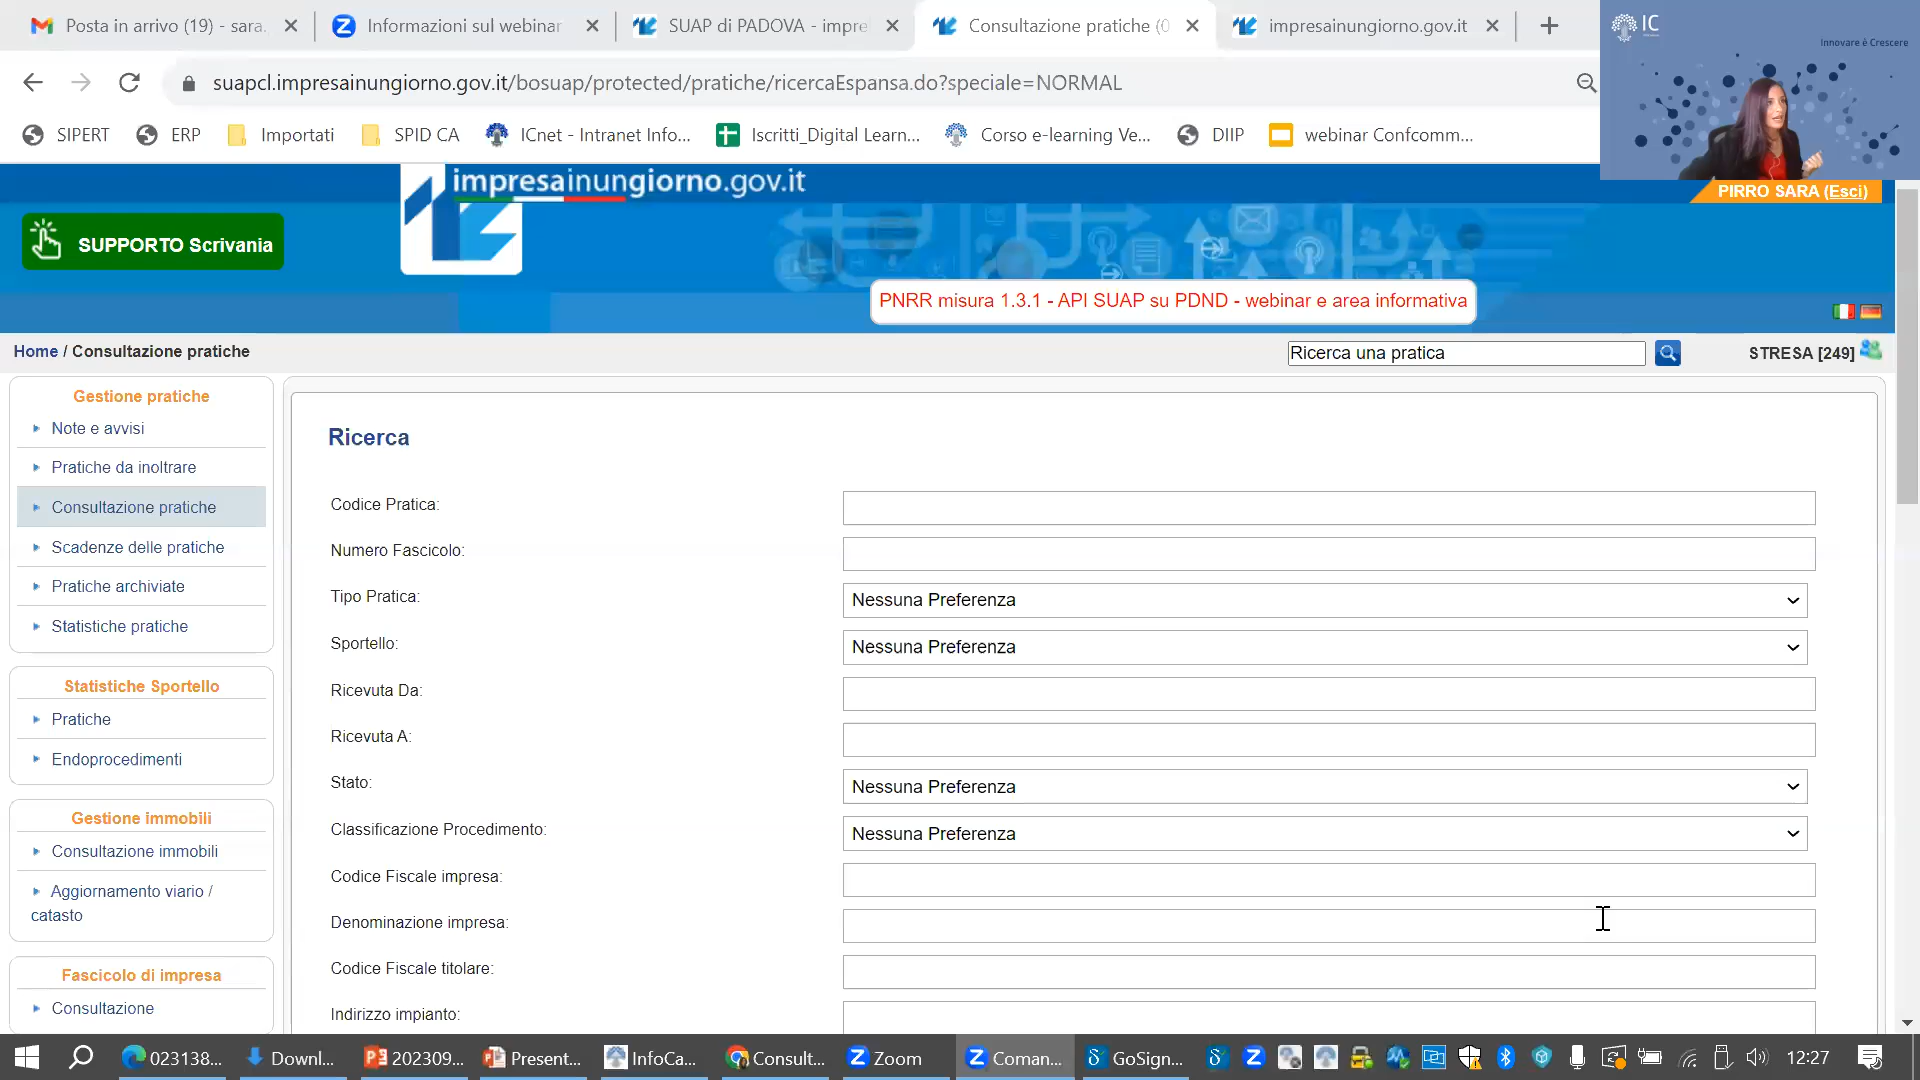 Posta in arrivo (19) - sara.
Informazioni sul webinar
SUAP di PADOVA - impre
Consultazione pratiche (0
impresainungiorno.gov.it
IC
Innovare è Crescere
suapcl.impresainungiorno.gov.it/bosuap/protected/pratiche/ricercaEspansa.do?speciale=NORMAL
SIPERT
ERP
Importati
SPID CA
ICnet - Intranet Info...
Iscritti_Digital Learn...
Corso e-learning Ve...
DIIP
webinar Confcomm...
impresainungiorno.gov.it
PIRRO SARA (Esci)
SUPPORTO Scrivania
PNRR misura 1.3.1 - API SUAP su PDND - webinar e area informativa
Home / Consultazione pratiche
Ricerca una pratica
STRESA [249]
Gestione pratiche
Note e avvisi
Pratiche da inoltrare
Consultazione pratiche
Scadenze delle pratiche
Pratiche archiviate
Statistiche pratiche
Statistiche Sportello
Pratiche
Endoprocedimenti
Gestione immobili
Consultazione immobili
Aggiornamento viario /
catasto
Fascicolo di impresa
Consultazione
Ricerca
Codice Pratica:
Numero Fascicolo:
Tipo Pratica: Nessuna Preferenza
Sportello: Nessuna Preferenza
Ricevuta Da:
Ricevuta A:
Stato: Nessuna Preferenza
Classificazione Procedimento: Nessuna Preferenza
Codice Fiscale impresa:
Denominazione impresa:
Codice Fiscale titolare:
Indirizzo impianto:
023138...
Downl...
202309...
Present...
InfoCa...
Consult...
Zoom
Coman...
GoSign...
12:27